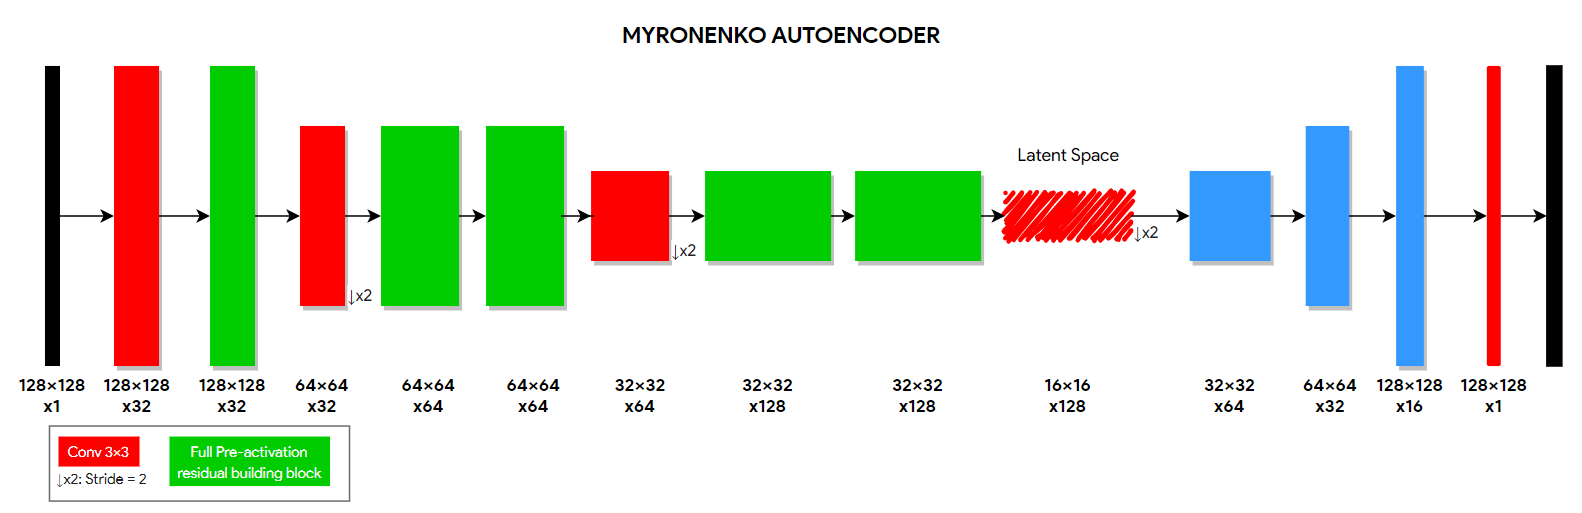 MYRONENKO AUTOENCODER
Latent Space
↓x2
↓x2
↓x2
128×128 128×128 128×128 64×64 64×64 64×64 32×32 32×32 32×32 16×16 32×32 64×64 128×128 128×128
x1 x32 x32 x32 x64 x64 x64 x128 x128 x128 x64 x32 x16 x1
Conv 3×3
↓x2: Stride = 2
Full Pre-activation
residual building block